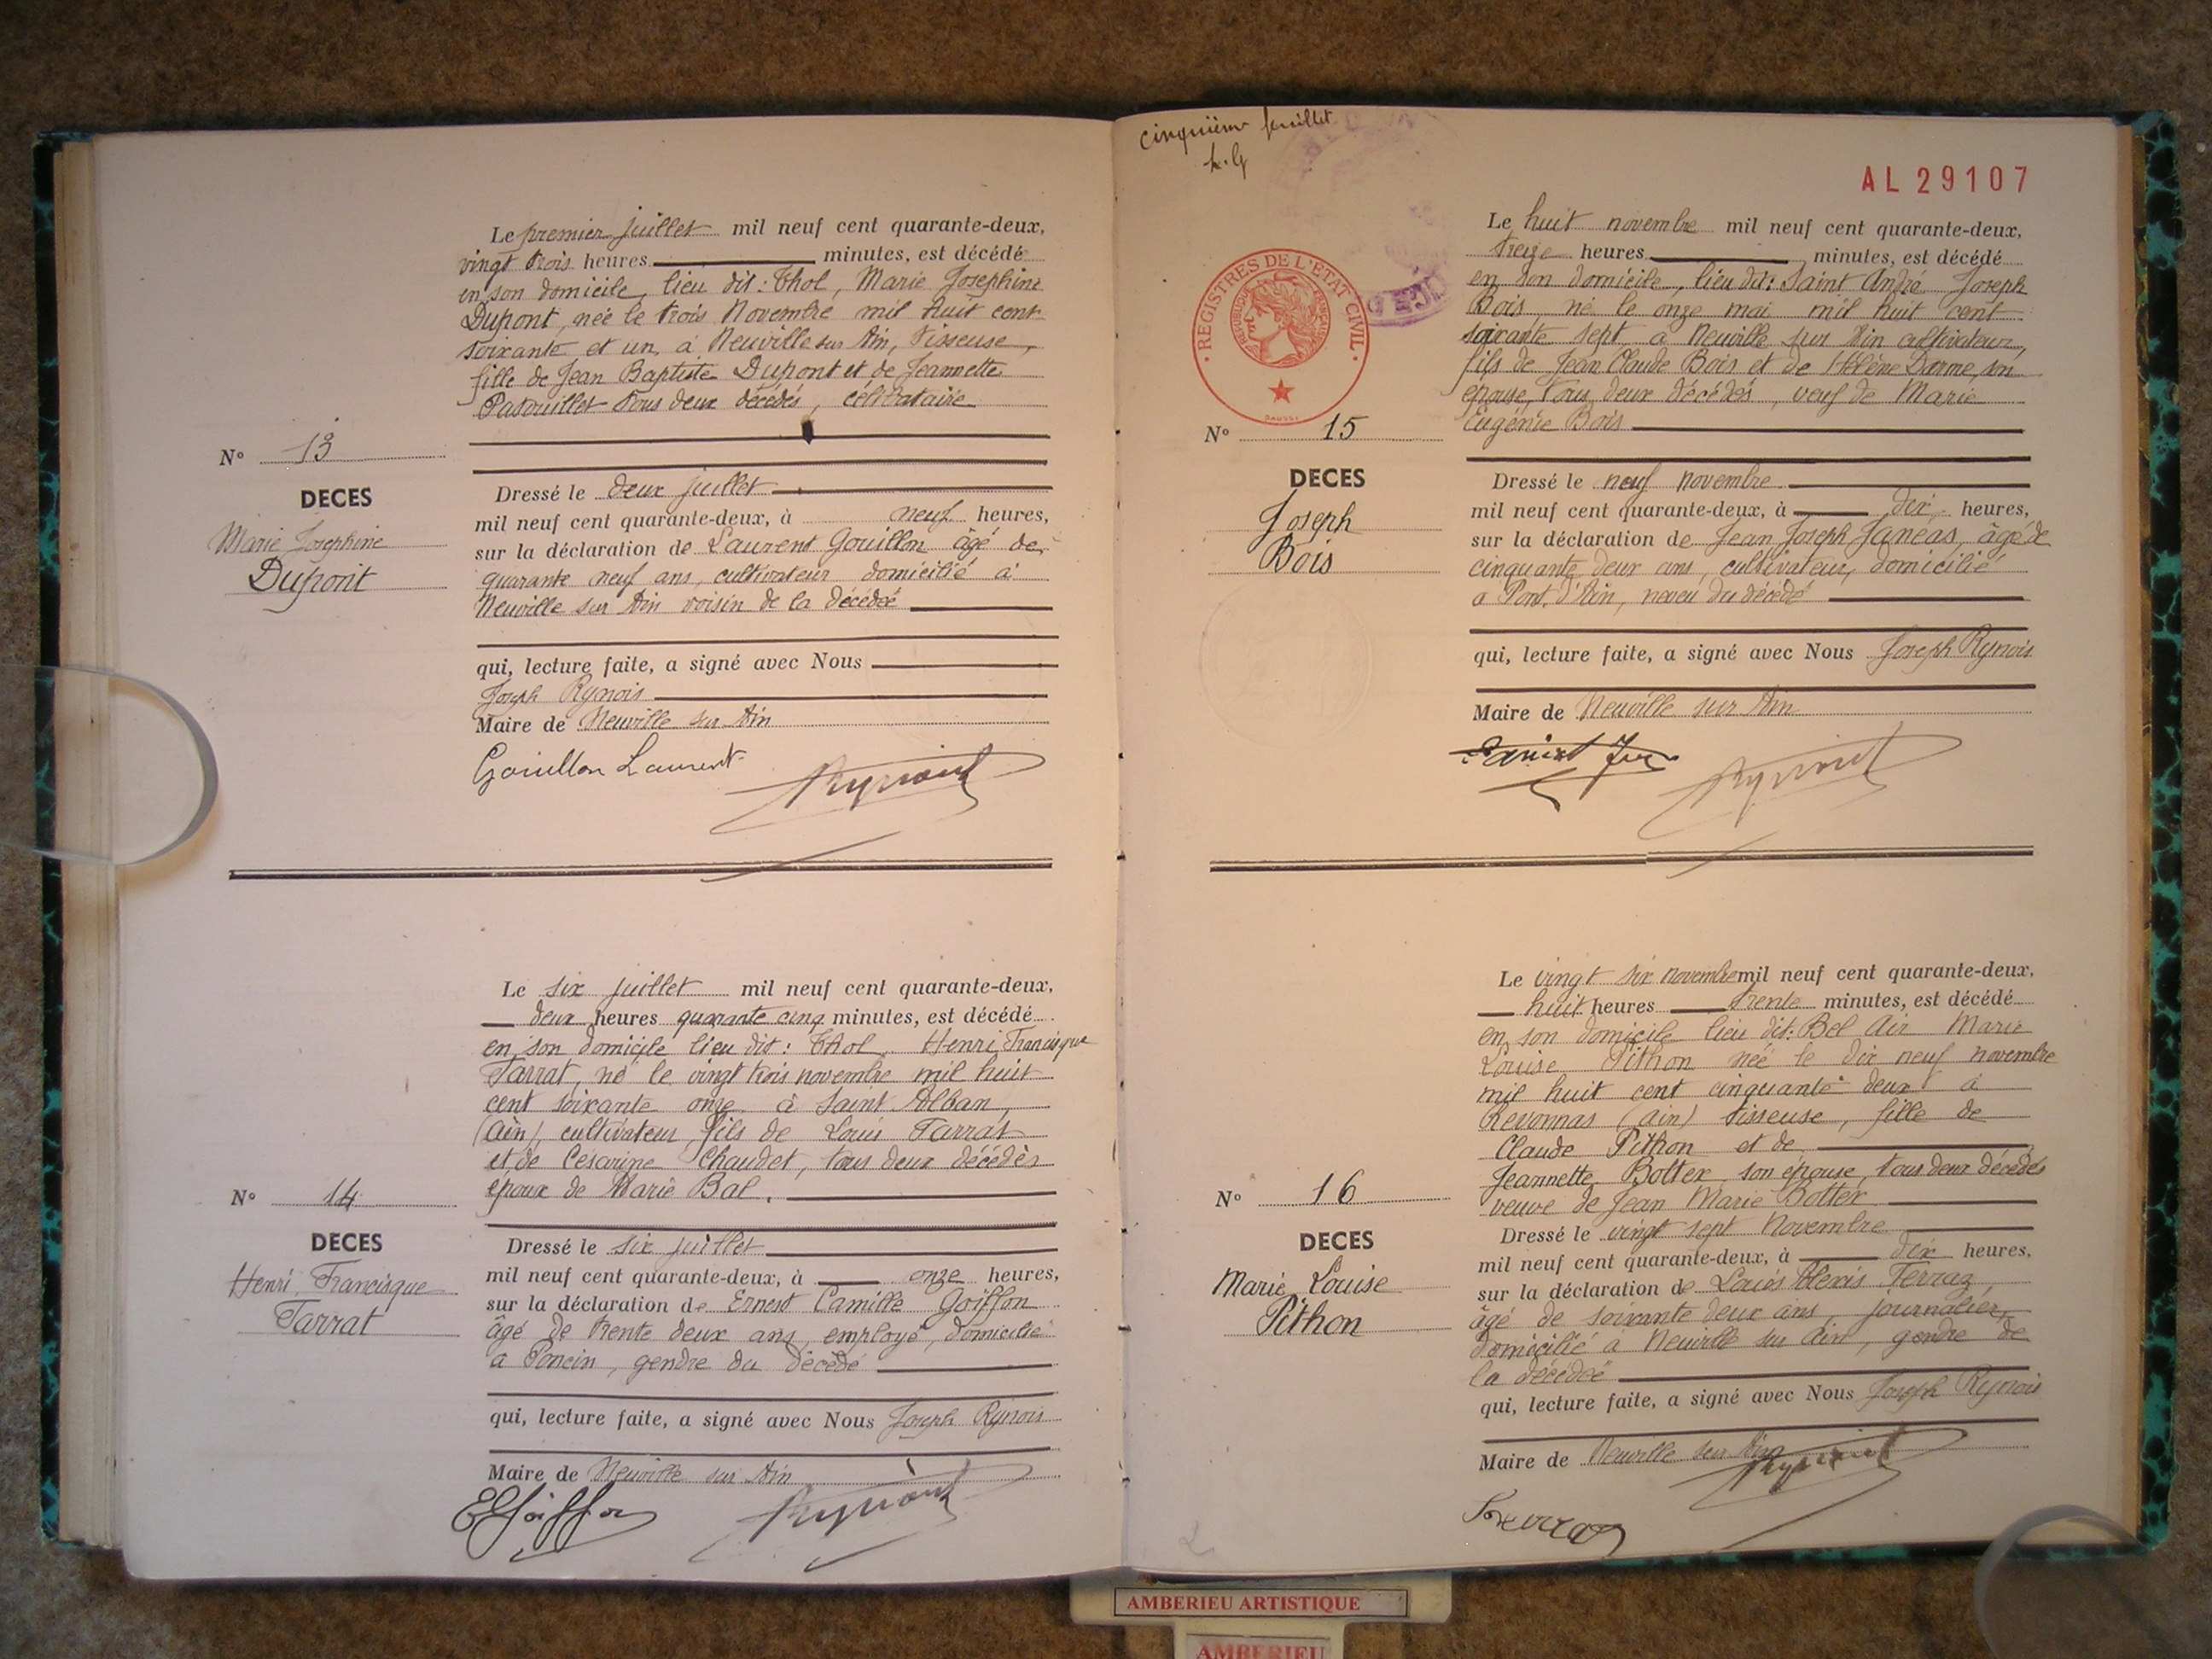 Le premier juillet mil neuf cent quarante-deux,
vingt trois heures minutes, est décédé
en son domicile, lieu dit : Thol, Marie Josephine
Dupont, née le trois Novembre mil huit cent
soixante et un, à Neuville sur Ain, Tisseuse,
fille de Jean Baptiste Dupont et de Jeannette
tous deux décédés, célibataire
N° 13
DECES
Marie Josephine
Dupont
Dressé le deux juillet
mil neuf cent quarante-deux, à neuf heures,
sur la déclaration de Laurent Gouillon âgé de
quarante neuf ans, cultivateur domicilié à
Neuville sur Ain voisin de la décédée
qui, lecture faite, a signé avec Nous
Joseph Rynois
Maire de Neuville sur Ain
Gouillon Laurent
Rynois
Le six juillet mil neuf cent quarante-deux,
deux heures quarante cinq minutes, est décédé
en son domicile lieu dit : Thol, Henri Francisque
Tarrat, né le vingt trois novembre mil huit
cent soixante onze à Saint Alban,
(Ain), cultivateur, fils de Louis Tarrat
et de Césarine Chaudet, tous deux décédés
époux de Marie Bal.
N° 14
DECES
Henri Francisque
Tarrat
Dressé le six juillet
mil neuf cent quarante-deux, à onze heures,
sur la déclaration de Ernest Camille Goiffon
âgé de trente deux ans, employé, domicilié
a Poncin, gendre du décédé
qui, lecture faite, a signé avec Nous Joseph Rynois
Maire de Neuville sur Ain
EGoiffon
Rynois
cinquième feuillet
AL 29107
REGISTRES DE L'ETAT CIVIL
Le huit novembre mil neuf cent quarante-deux,
treize heures minutes, est décédé
en son domicile, lieu dit : Saint André Joseph
Bois, né le onze mai mil huit cent
soixante sept à Neuville sur Ain cultivateur,
fils de Jean Claude Bois et de Hélène Darme, son
épouse, tous deux décédés, veuf de Marie
Eugénie Bois
N° 15
DECES
Joseph
Bois
Dressé le neuf novembre
mil neuf cent quarante-deux, à dix heures,
sur la déclaration de Jean Joseph Janéas, âgé de
cinquante deux ans, cultivateur, domicilié
a Pont d'Ain, neveu du décédé
qui, lecture faite, a signé avec Nous Joseph Rynois
Maire de Neuville sur Ain
Rynois
Le vingt six novembre mil neuf cent quarante-deux,
huit heures trente minutes, est décédé
en son domicile lieu dit : Bel Air Marie
Louise Pithon née le dix neuf novembre
mil huit cent cinquante deux à
Revonnas (Ain) tisseuse, fille de
Claude Pithon et de
Jeannette Bottex son épouse, tous deux décédés
veuve de Jean Marie Bottex
N° 16
DECES
Marie Louise
Pithon
Dressé le vingt sept Novembre
mil neuf cent quarante-deux, à dix heures,
sur la déclaration de Louis Alexis Ferraz,
âgé de soixante deux ans, journalier,
domicilié à Neuville sur Ain, gendre de
la décédée
qui, lecture faite, a signé avec Nous Joseph Rynois
Maire de Neuville sur Ain
Rynois
AMBERIEU ARTISTIQUE
AMBERIEU